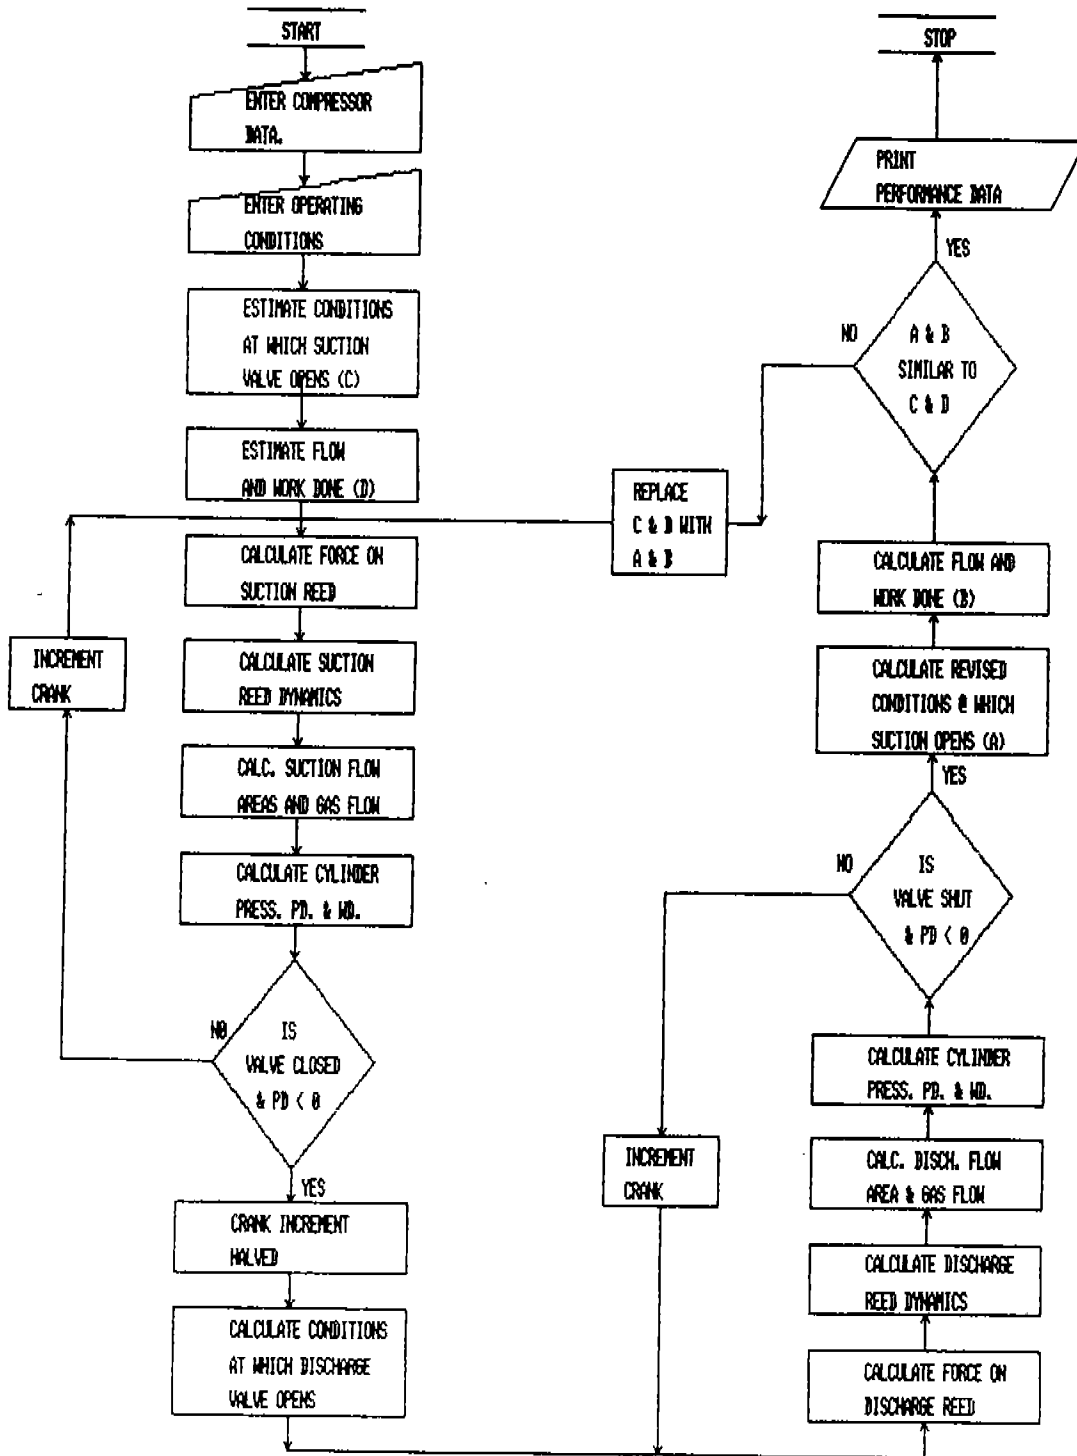 START
ENTER COMPRESSOR
DATA.
ENTER OPERATING
CONDITIONS
ESTIMATE CONDITIONS
AT WHICH SUCTION
VALVE OPENS (C)
ESTIMATE FLOW
AND WORK DONE (D)
CALCULATE FORCE ON
SUCTION REED
CALCULATE SUCTION
REED DYNAMICS
CALC. SUCTION FLOW
AREAS AND GAS FLOW
CALCULATE CYLINDER
PRESS. PD. & WD.
NO
IS
VALVE CLOSED
& PD < 0
YES
INCREMENT
CRANK
CRANK INCREMENT
HALVED
CALCULATE CONDITIONS
AT WHICH DISCHARGE
VALVE OPENS
CALCULATE FORCE ON
DISCHARGE REED
CALCULATE DISCHARGE
REED DYNAMICS
CALC. DISCH. FLOW
AREA & GAS FLOW
CALCULATE CYLINDER
PRESS. PD. & WD.
NO
IS
VALVE SHUT
& PD < 0
YES
INCREMENT
CRANK
CALCULATE REVISED
CONDITIONS @ WHICH
SUCTION OPENS (A)
CALCULATE FLOW AND
WORK DONE (B)
NO
A & B
SIMILAR TO
C & D
YES
REPLACE
C & D WITH
A & B
PRINT
PERFORMANCE DATA
STOP